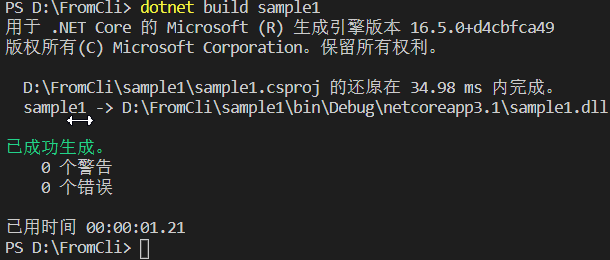 PS D:\FromCli> dotnet build sample1
用于 .NET Core 的 Microsoft (R) 生成引擎版本 16.5.0+d4cbfca49
版权所有(C) Microsoft Corporation。保留所有权利。
D:\FromCli\sample1\sample1.csproj 的还原在 34.98 ms 内完成。
sample1 -> D:\FromCli\sample1\bin\Debug\netcoreapp3.1\sample1.dll
已成功生成。
0 个警告
0 个错误
已用时间 00:00:01.21
PS D:\FromCli>